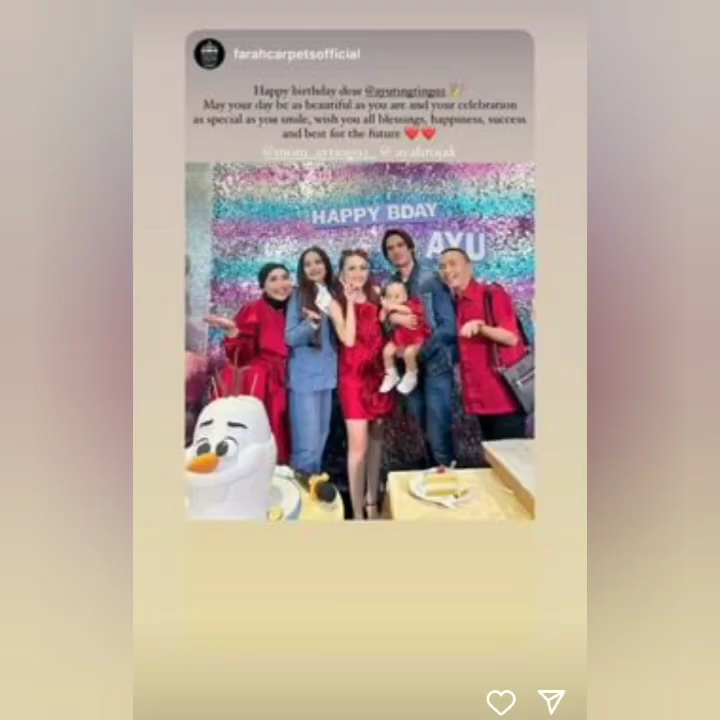 farahcarpetsofficial
Happy birthday dear @ayutingting92
May your day be as beautiful as you are and your celebration
as special as you smile, wish you all blessings, happiness, success
and best for the future ❤️❤️
HAPPY BDAY
AYU